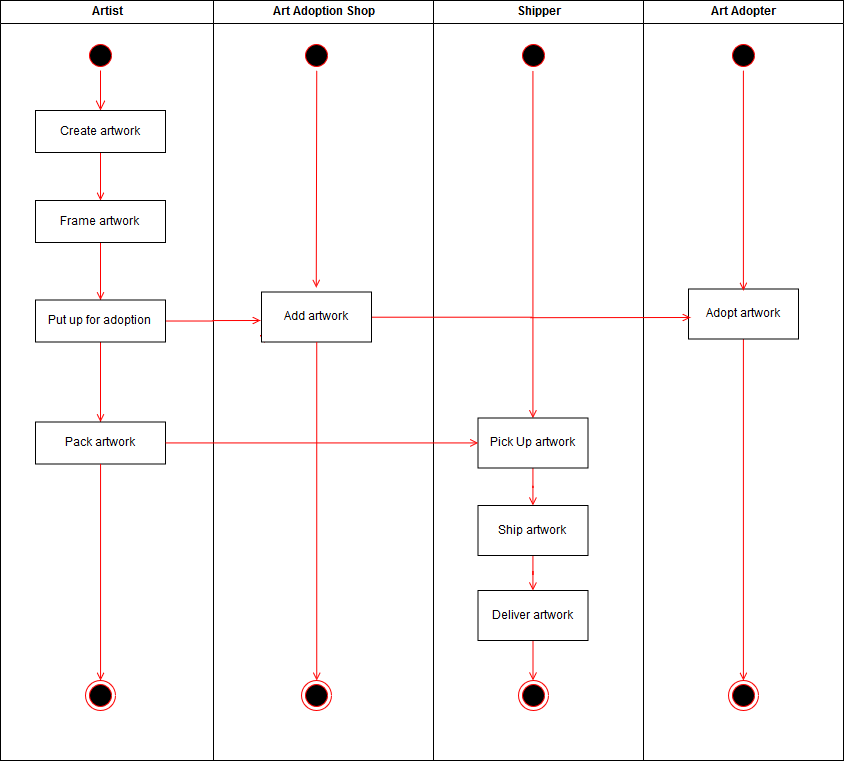 Artist
Art Adoption Shop
Shipper
Art Adopter
Create artwork
Frame artwork
Put up for adoption
Add artwork
Adopt artwork
Pack artwork
Pick Up artwork
Ship artwork
Deliver artwork